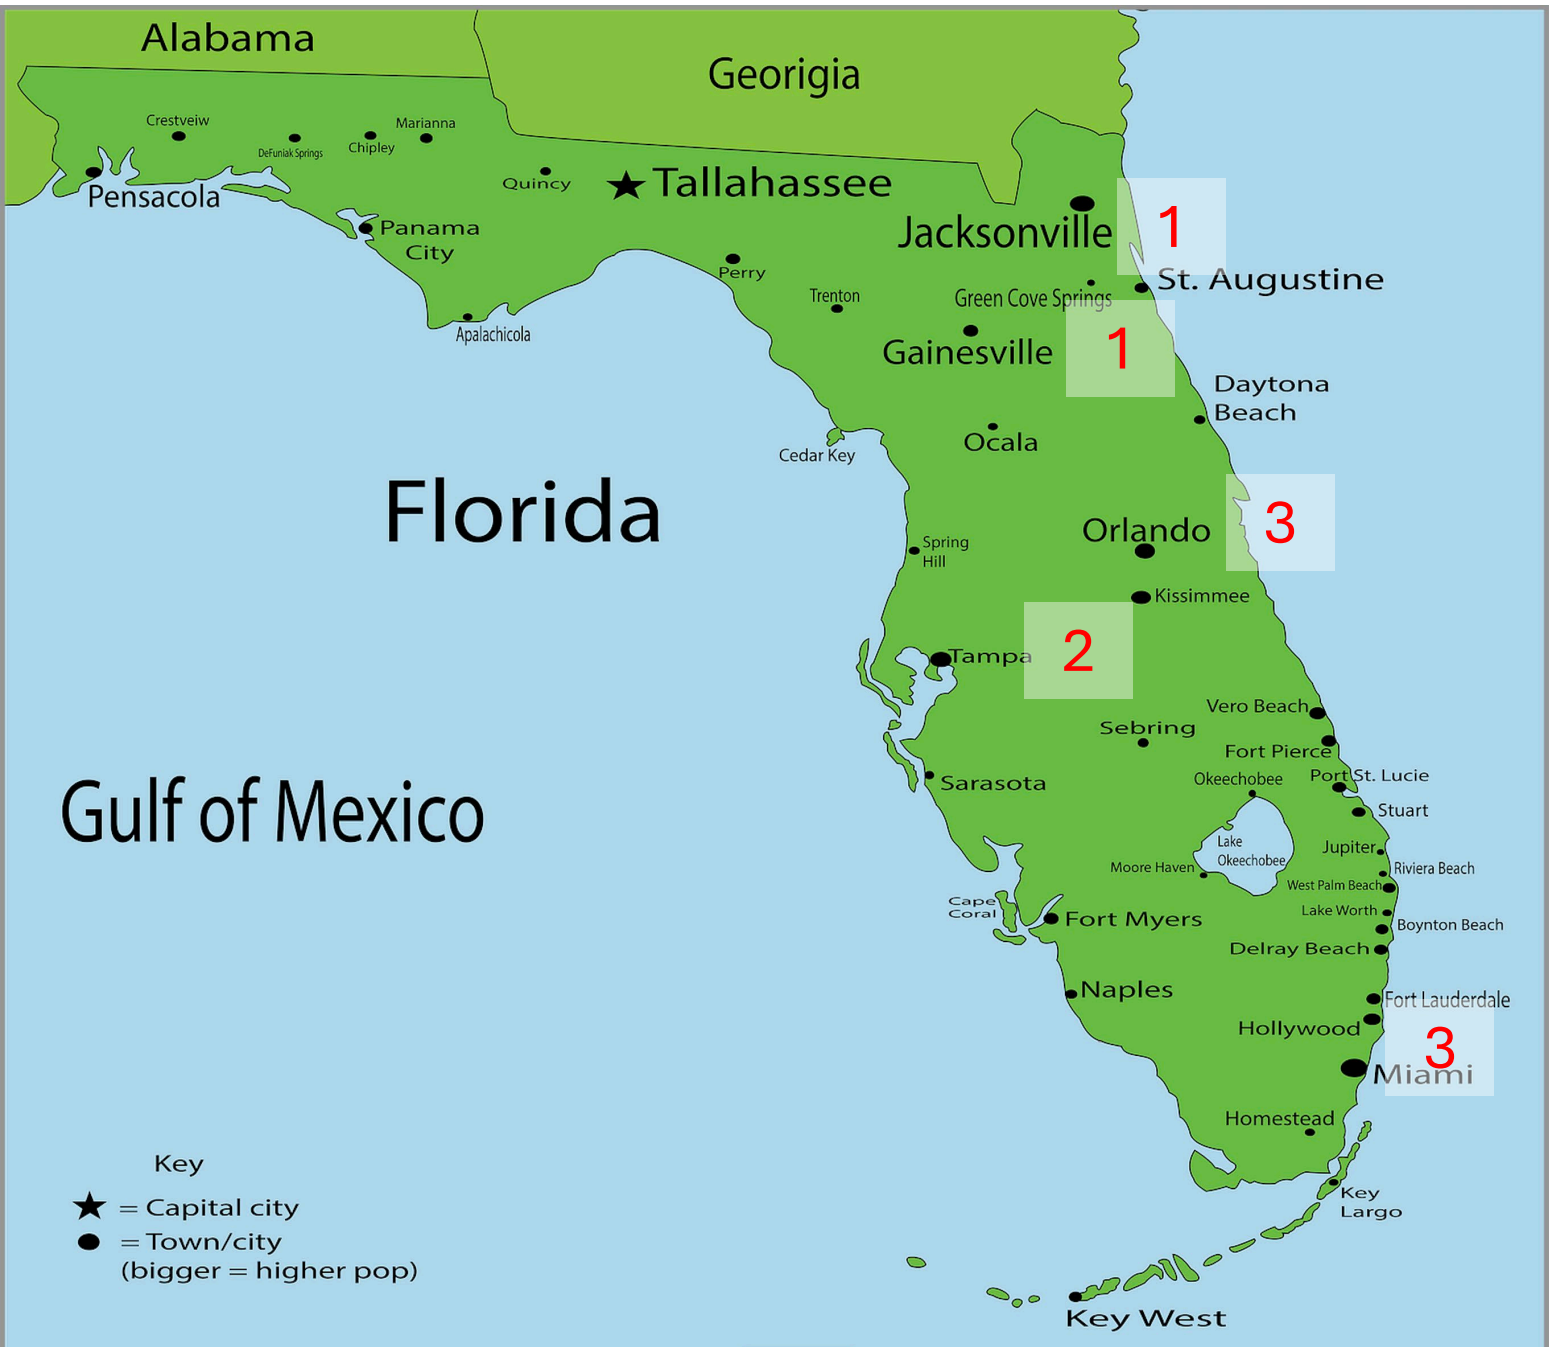 Alabama
Georigia
Crestveiw
DeFuniak Springs
Chipley
Marianna
Pensacola
Quincy
Tallahassee
Panama
City
Jacksonville
1
Perry
St. Augustine
Trenton
Green Cove Springs
Apalachicola
Gainesville
1
Daytona
Beach
Ocala
Cedar Key
Florida
3
Orlando
Spring
Hill
Kissimmee
Tampa
2
Vero Beach
Sebring
Fort Pierce
Sarasota
Okeechobee
Port St. Lucie
Gulf of Mexico
Stuart
Lake
Okeechobee
Jupiter
Moore Haven
Riviera Beach
West Palm Beach
Cape
Coral
Lake Worth
Fort Myers
Boynton Beach
Delray Beach
Naples
Fort Lauderdale
Hollywood
3
Miami
Homestead
Key
Largo
Key West
Key
= Capital city
= Town/city
(bigger = higher pop)